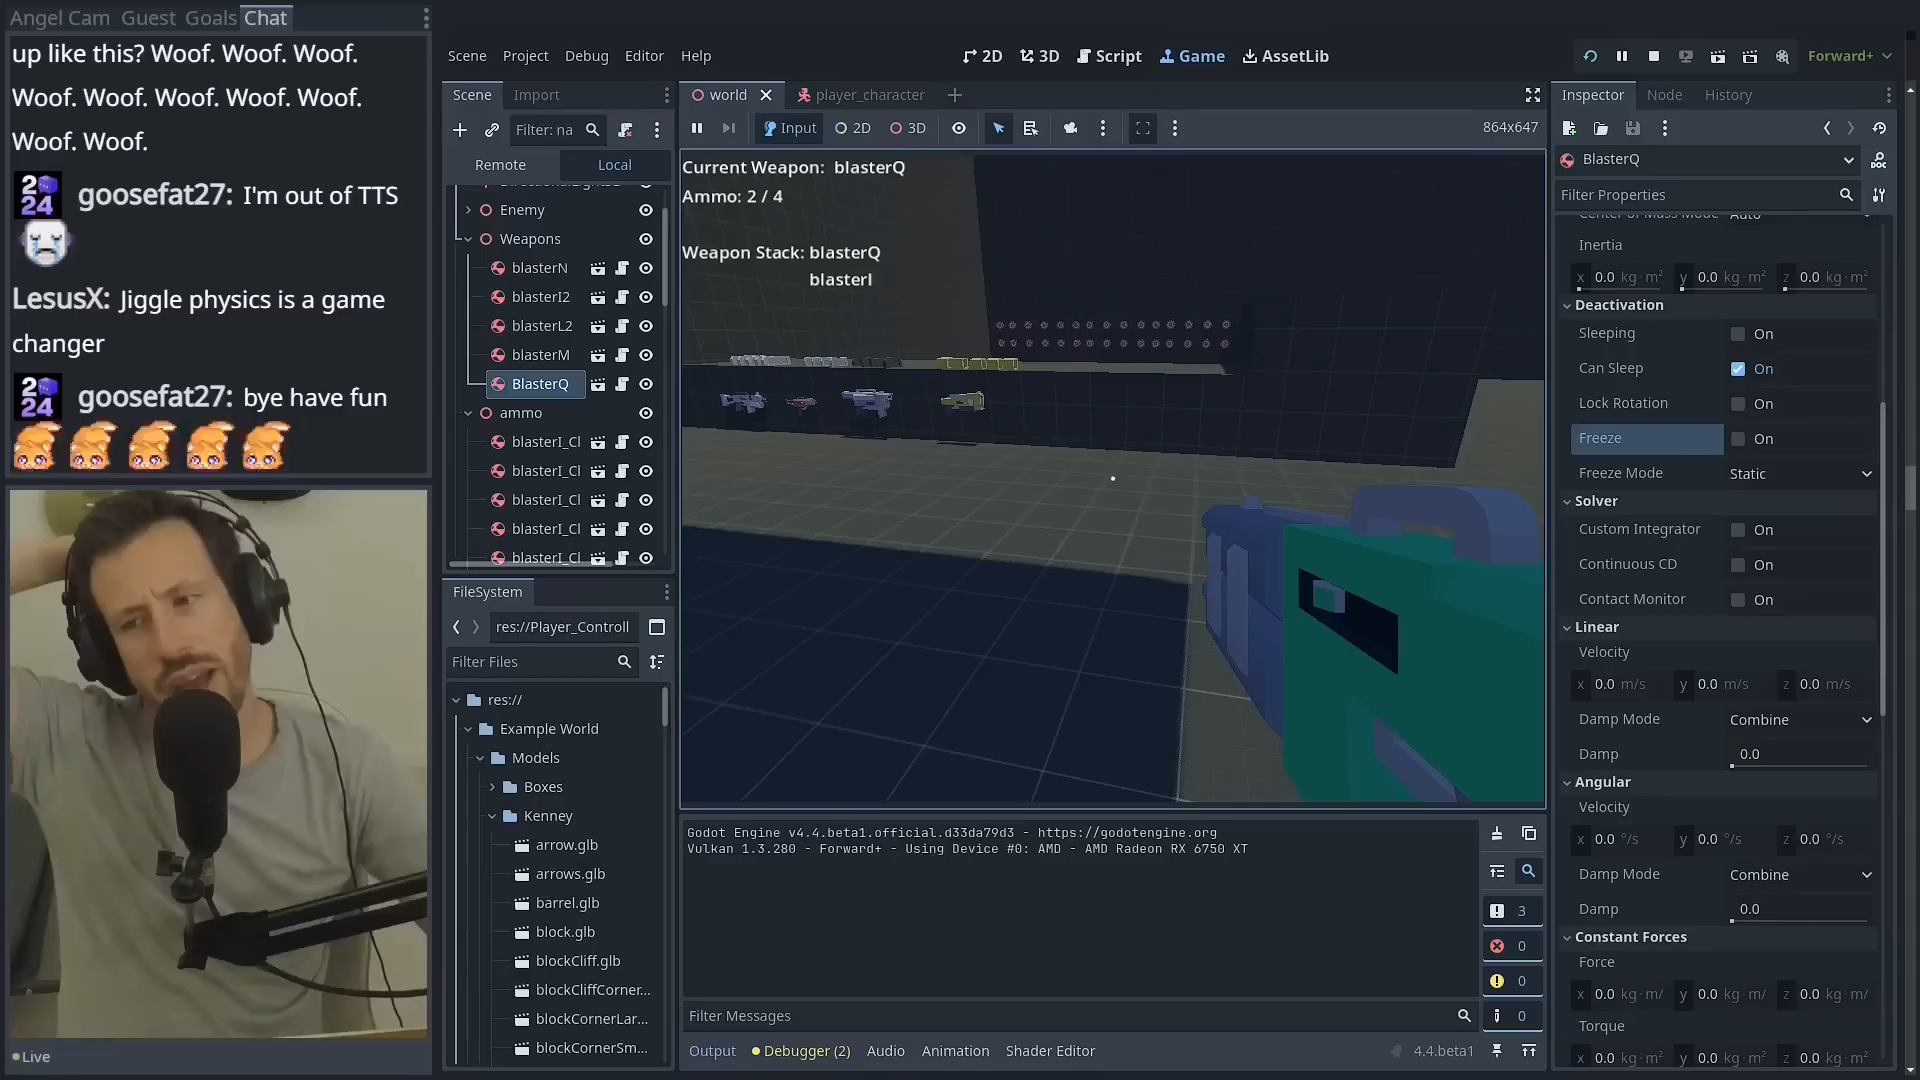 Angel Cam Guest Goals Chat
up like this? Woof. Woof. Woof.
Woof. Woof. Woof. Woof. Woof.
Woof. Woof.
goosefat27: I'm out of TTS
LesusX: Jiggle physics is a game
changer
goosefat27: bye have fun
Live
Scene Project Debug Editor Help
2D 3D Script Game AssetLib
Forward+
Scene Import
Filter: na
Remote Local
Enemy
Weapons
blasterN
blasterI2
blasterL2
blasterM
BlasterQ
ammo
blasterI_Cl
blasterI_Cl
blasterI_Cl
blasterI_Cl
blasterI_Cl
FileSystem
res://Player_Controll
Filter Files
res://
Example World
Models
Boxes
Kenney
arrow.glb
arrows.glb
barrel.glb
block.glb
blockCliff.glb
blockCliffCorner...
blockCornerLar...
blockCornerSm...
world player_character
Input 2D 3D 864x647
Current Weapon: blasterQ
Ammo: 2 / 4
Weapon Stack: blasterQ
blasterI
Godot Engine v4.4.beta1.official.d33da79d3 - https://godotengine.org
Vulkan 1.3.280 - Forward+ - Using Device #0: AMD - AMD Radeon RX 6750 XT
3
0
0
0
Filter Messages
Output Debugger (2) Audio Animation Shader Editor 4.4.beta1
Inspector Node History
BlasterQ
Filter Properties
Center of Mass Mode Auto
Inertia
x 0.0 kg·m² y 0.0 kg·m² z 0.0 kg·m²
Deactivation
Sleeping On
Can Sleep On
Lock Rotation On
Freeze On
Freeze Mode Static
Solver
Custom Integrator On
Continuous CD On
Contact Monitor On
Linear
Velocity
x 0.0 m/s y 0.0 m/s z 0.0 m/s
Damp Mode Combine
Damp 0.0
Angular
Velocity
x 0.0 °/s y 0.0 °/s z 0.0 °/s
Damp Mode Combine
Damp 0.0
Constant Forces
Force
x 0.0 kg·m/ y 0.0 kg·m/ z 0.0 kg·m/
Torque
x 0.0 kg·m² y 0.0 kg·m² z 0.0 kg·m²